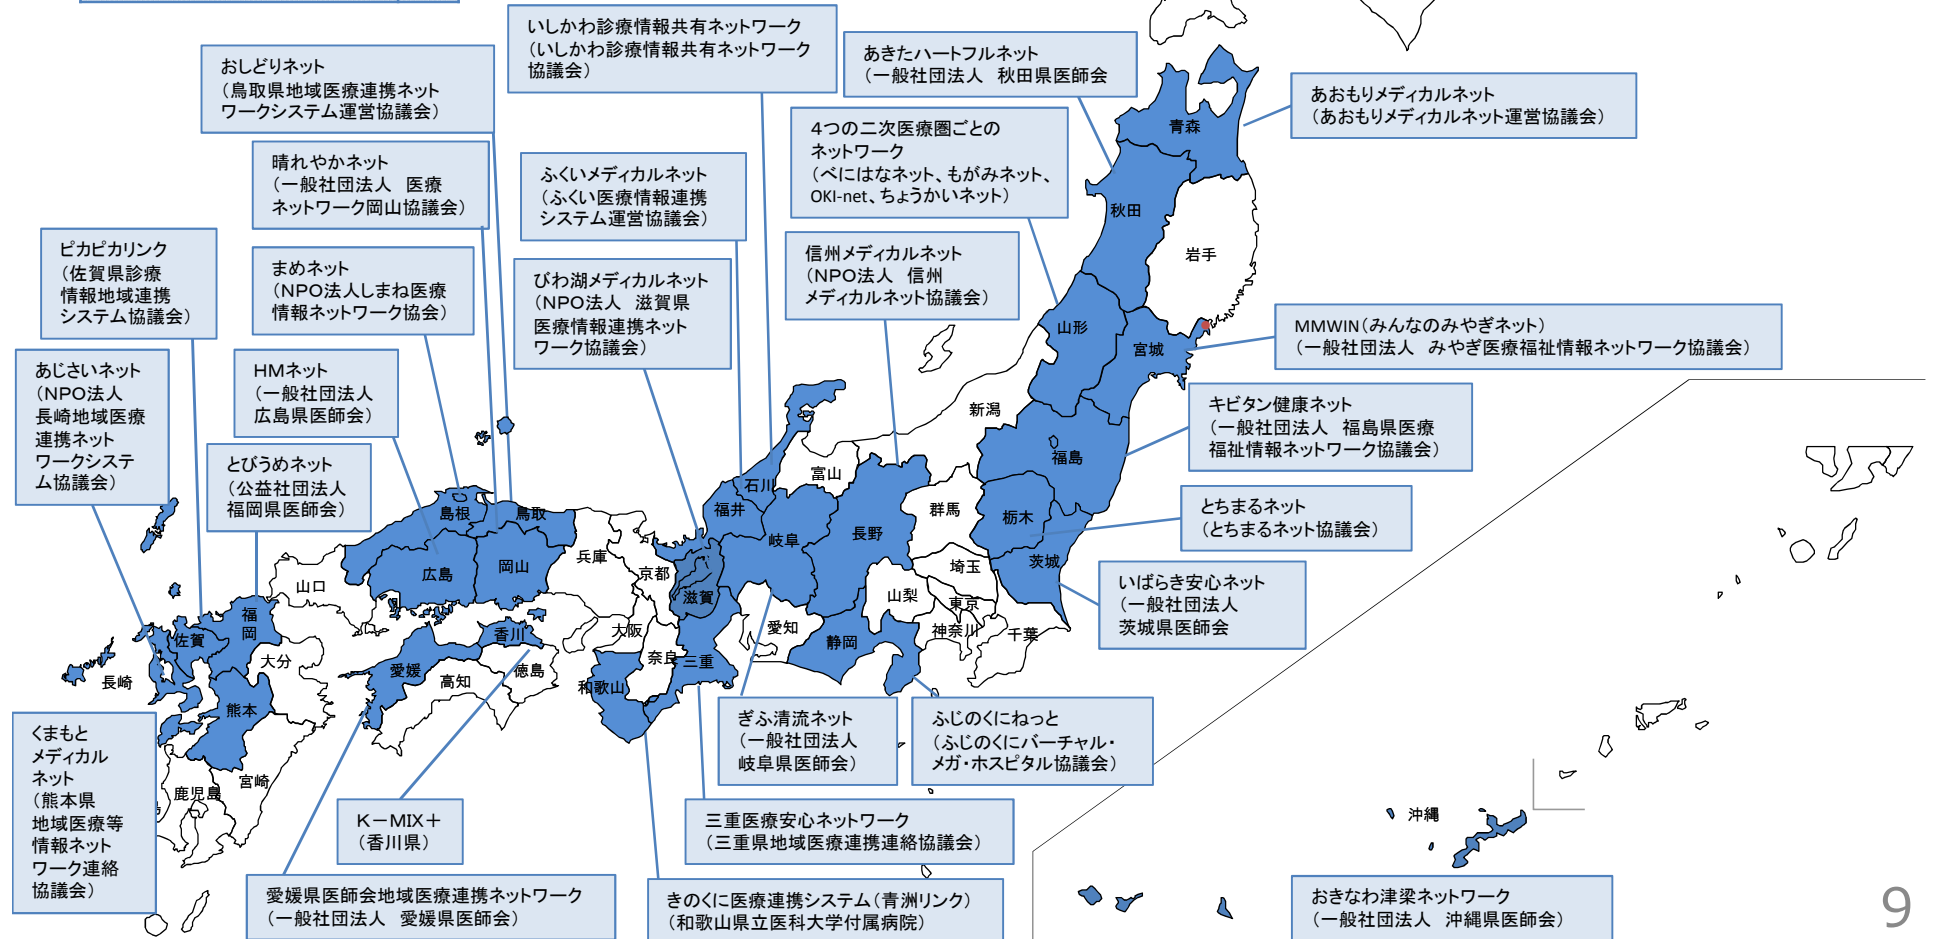 いしかわ診療情報共有ネットワーク
（いしかわ診療情報共有ネットワーク
協議会）
おしどりネット
（鳥取県地域医療連携ネット
ワークシステム運営協議会）
あきたハートフルネット
（一般社団法人　秋田県医師会
あおもりメディカルネット
（あおもりメディカルネット運営協議会）
4つの二次医療圏ごとの
ネットワーク
（べにはなネット、もがみネット、
OKI-net、ちょうかいネット）
晴れやかネット
（一般社団法人　医療
ネットワーク岡山協議会）
ふくいメディカルネット
（ふくい医療情報連携
システム運営協議会）
ピカピカリンク
（佐賀県診療
情報地域連携
システム協議会）
まめネット
（NPO法人しまね医療
情報ネットワーク協会）
びわ湖メディカルネット
（NPO法人　滋賀県
医療情報連携ネット
ワーク協議会）
信州メディカルネット
（NPO法人　信州
メディカルネット協議会）
MMWIN（みんなのみやぎネット）
（一般社団法人　みやぎ医療福祉情報ネットワーク協議会）
あじさいネット
（NPO法人
長崎地域医療
連携ネット
ワークシステ
ム協議会）
HMネット
（一般社団法人
広島県医師会）
キビタン健康ネット
（一般社団法人　福島県医療
福祉情報ネットワーク協議会）
とびうめネット
（公益社団法人
福岡県医師会）
とちまるネット
（とちまるネット協議会）
いばらき安心ネット
（一般社団法人
茨城県医師会
青森
秋田
岩手
山形
宮城
新潟
福島
富山
石川
群馬
栃木
福井
長野
岐阜
島根
鳥取
兵庫
京都
岡山
広島
埼玉
茨城
山口
滋賀
山梨
東京
福
岡
佐賀
香川
大阪
愛知
静岡
神奈川
千葉
大分
長崎
愛媛
高知
徳島
奈良
三重
和歌山
熊本
宮崎
鹿児島
島
沖縄
くまもと
メディカル
ネット
（熊本県
地域医療等
情報ネット
ワーク連絡
協議会）
ぎふ清流ネット
（一般社団法人
岐阜県医師会）
ふじのくにねっと
（ふじのくにバーチャル・
メガ・ホスピタル協議会）
K－MIX＋
（香川県）
三重医療安心ネットワーク
（三重県地域医療連携連絡協議会）
愛媛県医師会地域医療連携ネットワーク
（一般社団法人　愛媛県医師会）
きのくに医療連携システム（青洲リンク）
（和歌山県立医科大学付属病院）
おきなわ津梁ネットワーク
（一般社団法人　沖縄県医師会）
9